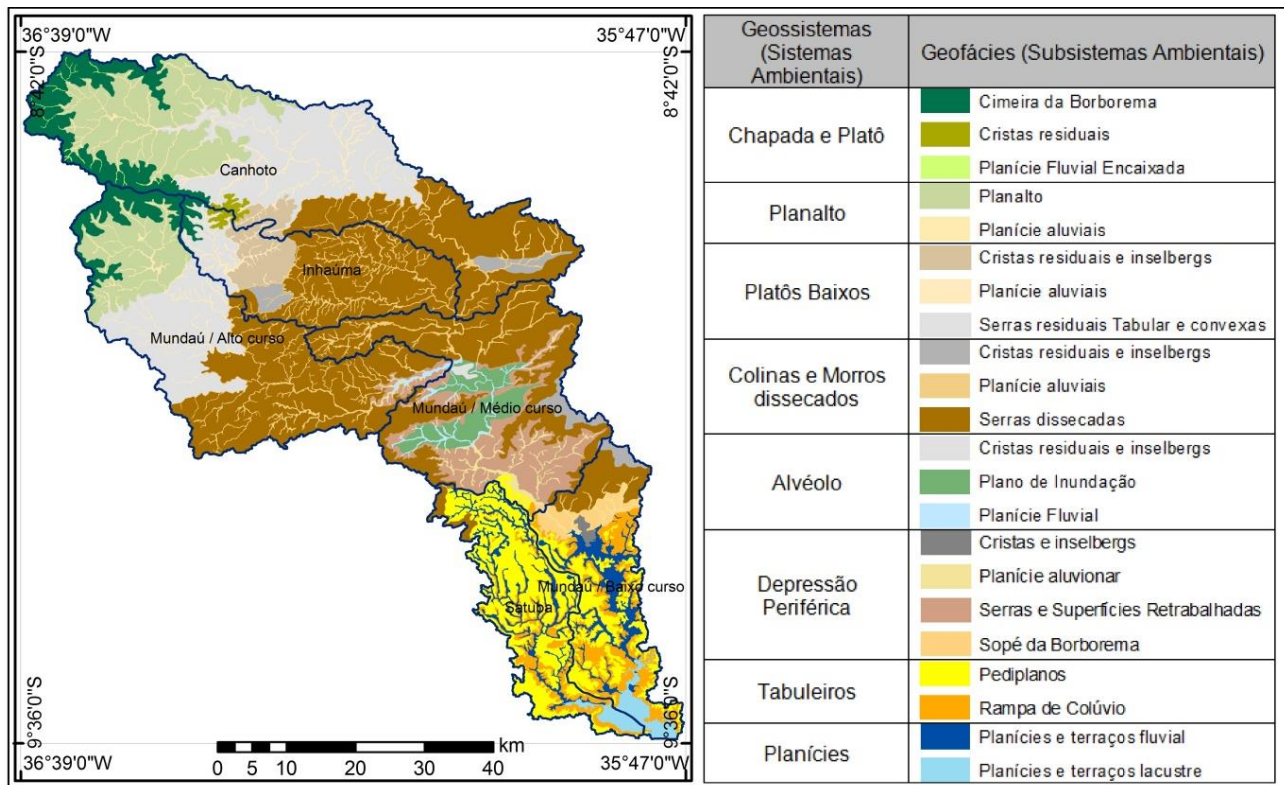 36°39'0"W
35°47'0"W
8°42'0"S
8°42'0"S
Canhoto
Inhaúma
Mundaú / Alto curso
Mundaú / Médio curso
Mundaú / Baixo curso
Satuba
9°36'0"S
9°36'0"S
km
0 5 10 20 30 40
36°39'0"W
35°47'0"W
Geossistemas
(Sistemas
Ambientais)
Geofácies (Subsistemas Ambientais)
Chapada e Platô
Cimeira da Borborema
Cristas residuais
Planície Fluvial Encaixada
Planalto
Planalto
Planície aluviais
Platôs Baixos
Cristas residuais e inselbergs
Planície aluviais
Serras residuais Tabular e convexas
Colinas e Morros
dissecados
Cristas residuais e inselbergs
Planície aluviais
Serras dissecadas
Alvéolo
Cristas residuais e inselbergs
Plano de Inundação
Planície Fluvial
Depressão
Periférica
Cristas e inselbergs
Planície aluvionar
Serras e Superfícies Retrabalhadas
Sopé da Borborema
Tabuleiros
Pediplanos
Rampa de Colúvio
Planícies
Planícies e terraços fluvial
Planícies e terraços lacustre